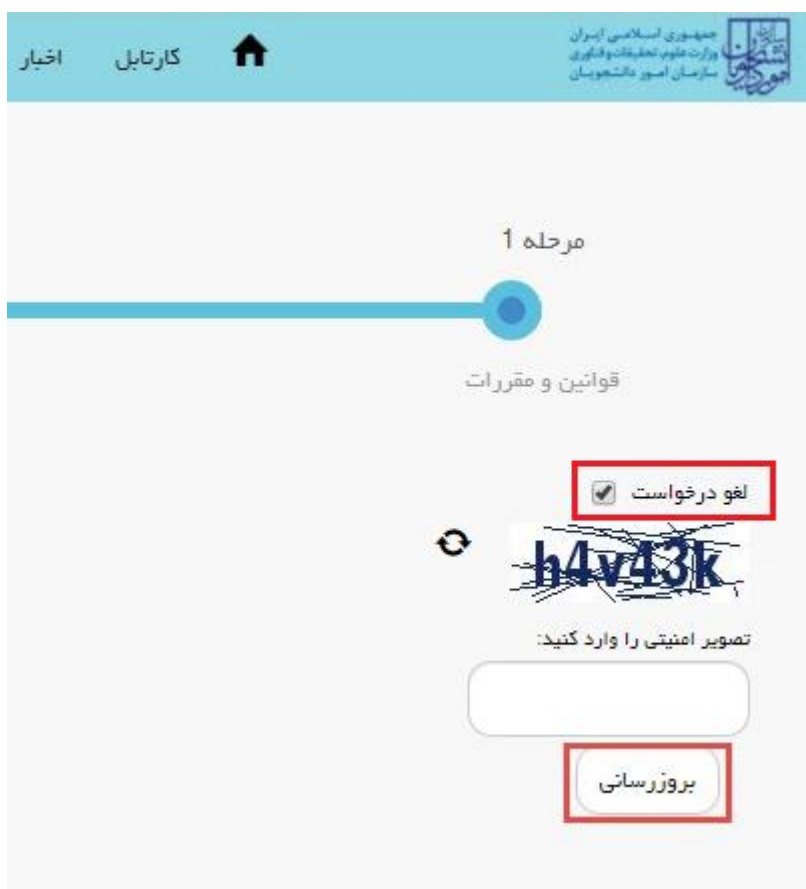 جمهوری اسلامی ایران
وزارت علوم، تحقیقات و فناوری
سازمان امور دانشجویان
کارتابل
اخبار
مرحله 1
قوانین و مقررات
لغو درخواست
h4v43k
تصویر امنیتی را وارد کنید:
بروزرسانی